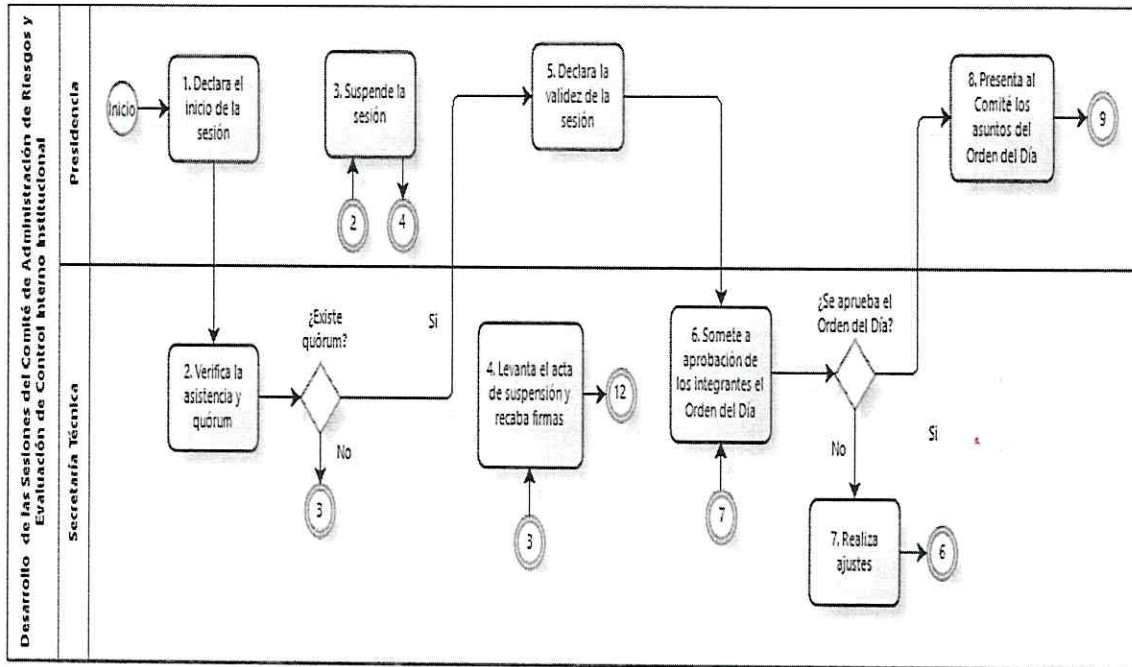 Desarrollo de las Sesiones del Comité de Administración de Riesgos y
Evaluación de Control Interno Institucional
Presidencia
Inicio
1. Declara el
inicio de la
sesión
3. Suspende la
sesión
2
4
5. Declara la
validez de la
sesión
8. Presenta al
Comité los
asuntos del
Orden del Día
9
Secretaría Técnica
2. Verifica la
asistencia y
quórum
¿Existe
quórum?
Si
No
3
4. Levanta el acta
de suspensión y
recaba firmas
12
3
6. Somete a
aprobación de
los integrantes el
Orden del Día
7
¿Se aprueba el
Orden del Día?
No
Si
7. Realiza
ajustes
6